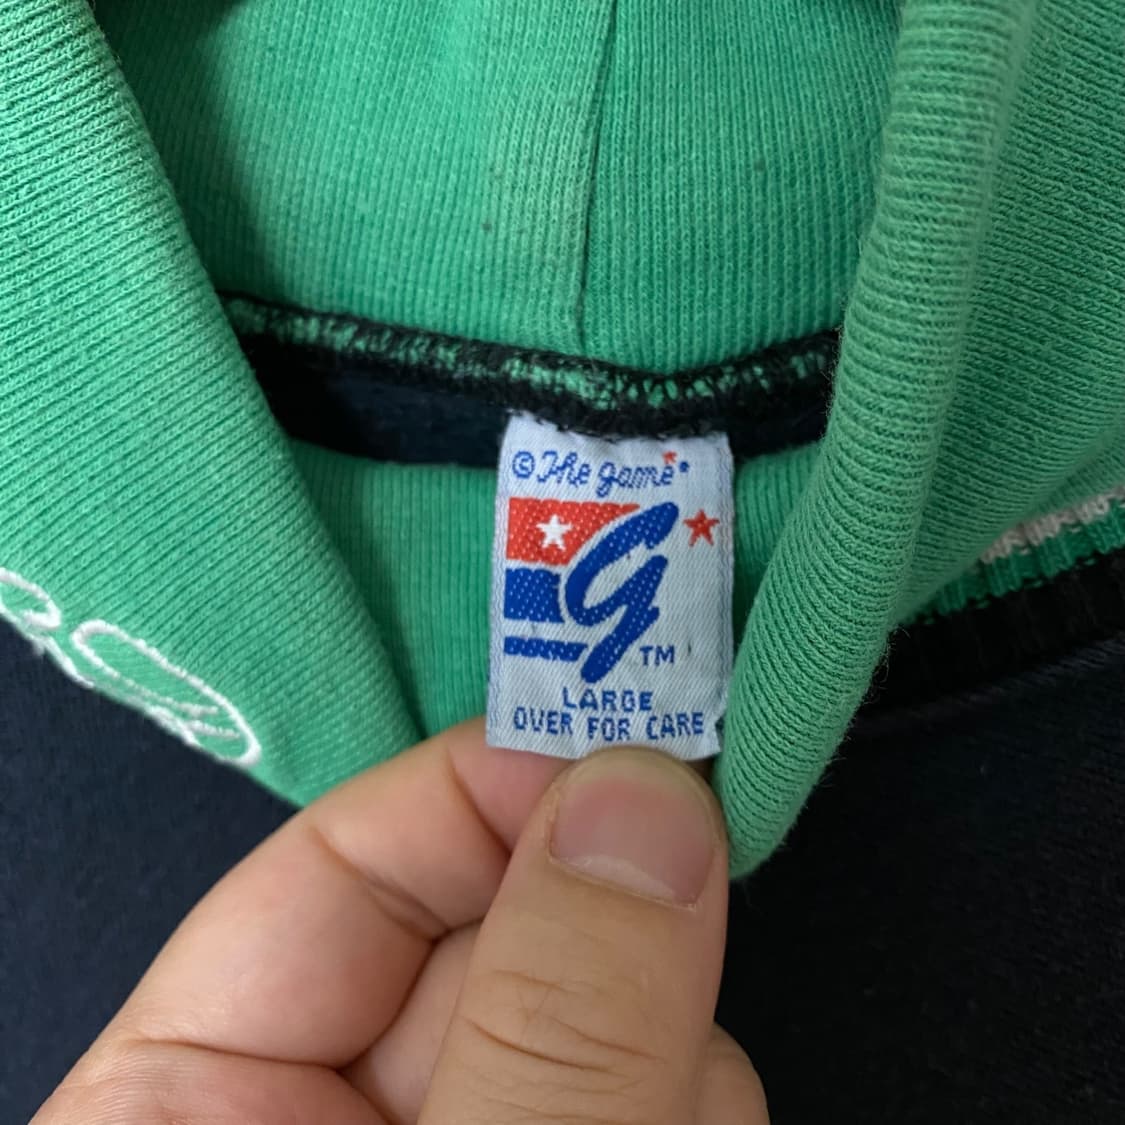 ©The game
G
TM
LARGE
OVER FOR CARE